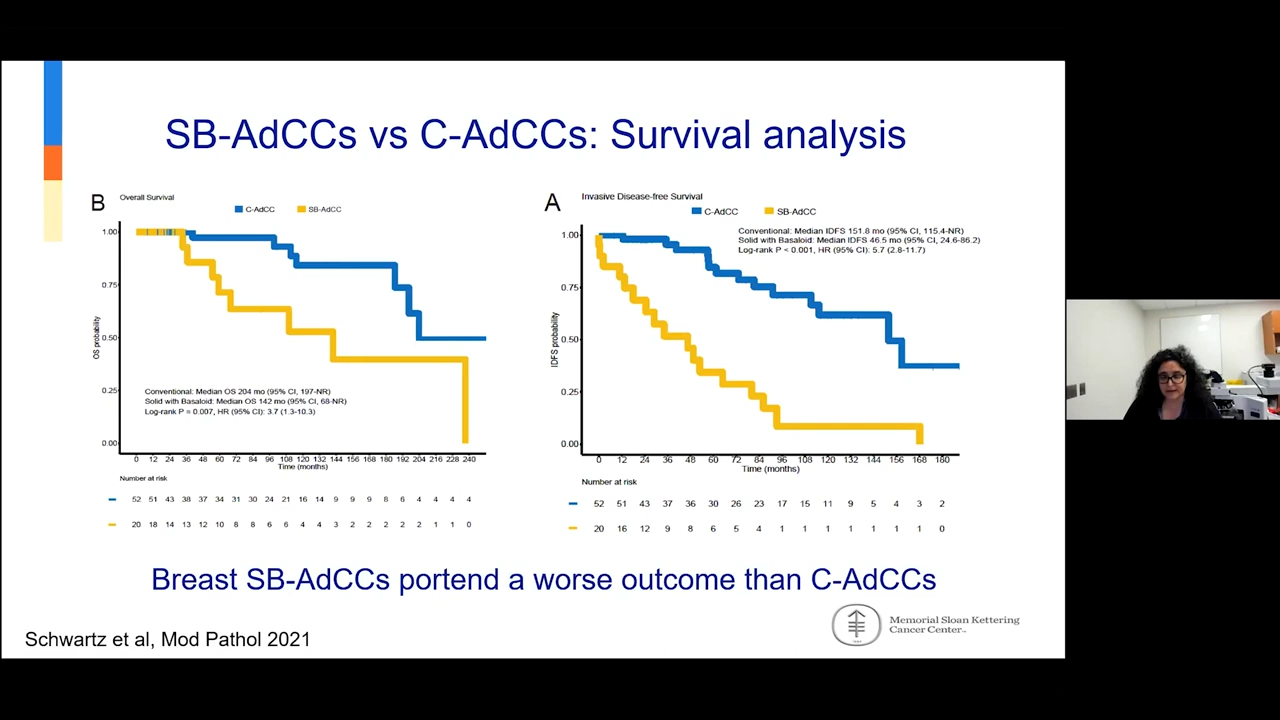 SB-AdCCs vs C-AdCCs: Survival analysis
B
Overall Survival
C-AdCC SB-AdCC
1.00
0.75
0.50
0.25
0.00
OS probability
Conventional: Median OS 204 mo (95% CI, 197-NR)
Solid with Basaloid: Median OS 142 mo (95% CI, 68-NR)
Log-rank P = 0.007, HR (95% CI): 3.7 (1.3-10.3)
0 12 24 36 48 60 72 84 96 108 120 132 144 156 168 180 192 204 216 228 240
Time (months)
Number at risk
52 51 43 38 37 34 31 30 24 21 16 14 9 9 9 8 6 4 4 4 4
20 18 14 13 12 10 8 8 6 6 4 4 3 2 2 2 2 2 1 1 0
A
Invasive Disease-free Survival
C-AdCC SB-AdCC
Conventional: Median IDFS 151.8 mo (95% CI, 115.4-NR)
Solid with Basaloid: Median IDFS 46.5 mo (95% CI, 24.6-86.2)
Log-rank P < 0.001, HR (95% CI): 5.7 (2.8-11.7)
1.00
0.75
0.50
0.25
0.00
IDFS probability
0 12 24 36 48 60 72 84 96 108 120 132 144 156 168 180
Time (months)
Number at risk
52 51 43 37 36 30 26 23 17 15 11 9 5 4 3 2
20 16 12 9 8 6 5 4 1 1 1 1 1 1 1 0
Breast SB-AdCCs portend a worse outcome than C-AdCCs
Memorial Sloan Kettering
Cancer Center
Schwartz et al, Mod Pathol 2021